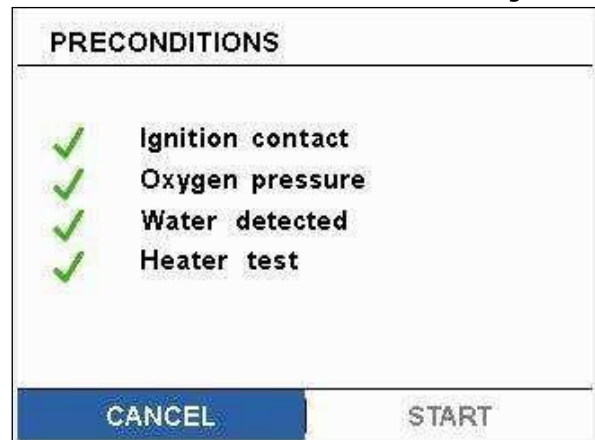 PRECONDITIONS
Ignition contact
Oxygen pressure
Water detected
Heater test
CANCEL START